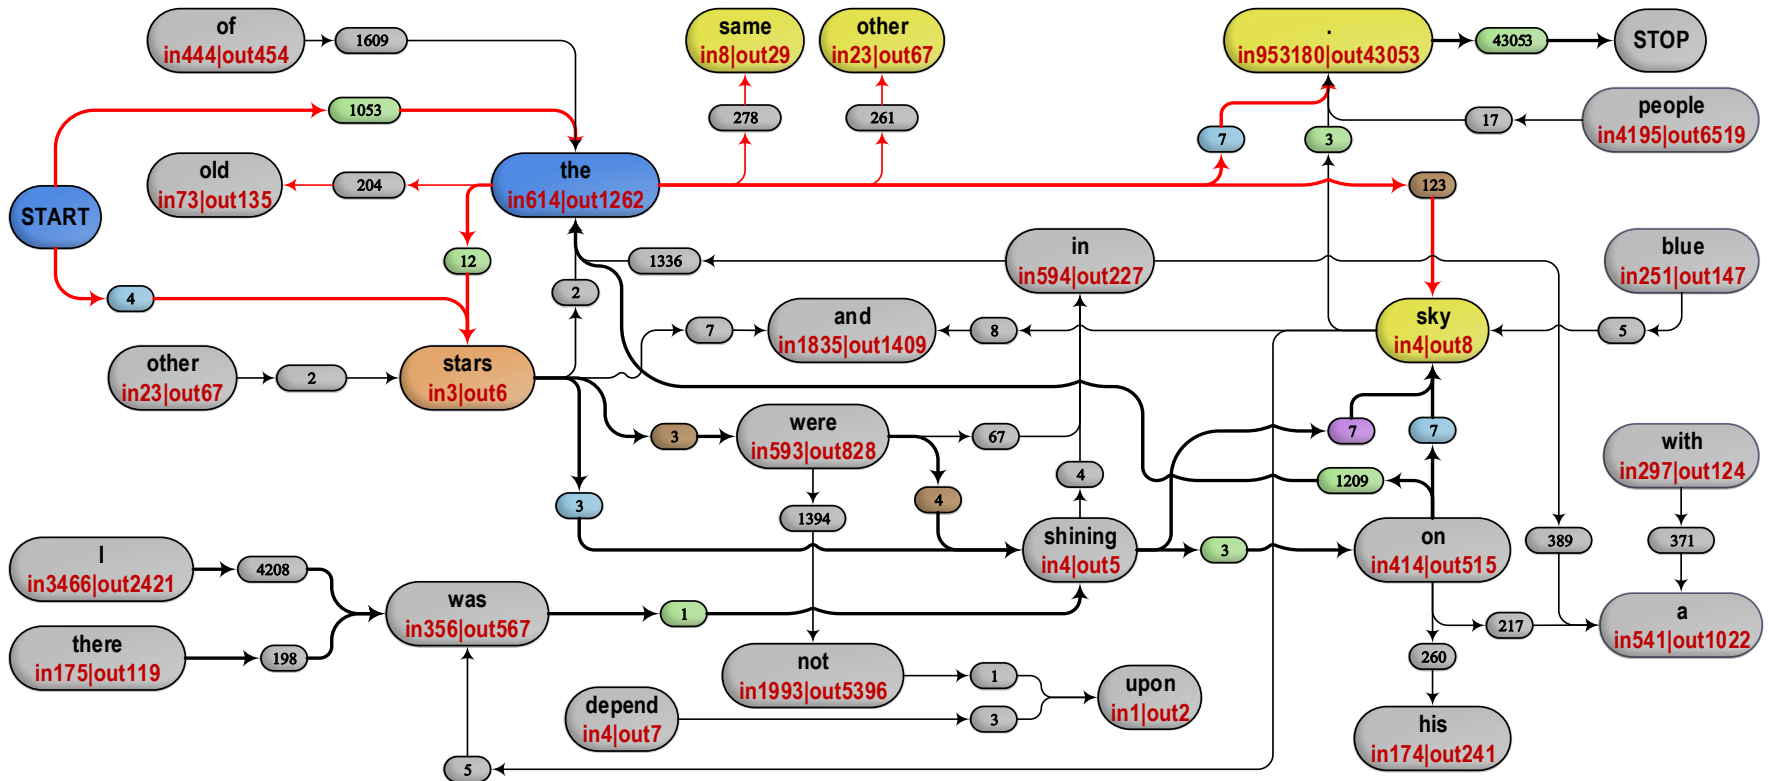 of
in444|out454
1609
same
in8|out29
other
in23|out67
.
in953180|out43053
43053
STOP
1053
278
261
7
3
17
people
in4195|out6519
START
old
in73|out135
204
the
in614|out1262
123
12
4
2
1336
in
in594|out227
blue
in251|out147
7
and
in1835|out1409
8
sky
in4|out8
5
other
in23|out67
2
stars
in3|out6
3
were
in593|out828
67
7
7
with
in297|out124
3
4
4
1209
1394
shining
in4|out5
3
on
in414|out515
389
371
I
in3466|out2421
4208
was
in356|out567
1
217
a
in541|out1022
there
in175|out119
198
not
in1993|out5396
1
260
depend
in4|out7
3
upon
in1|out2
his
in174|out241
5